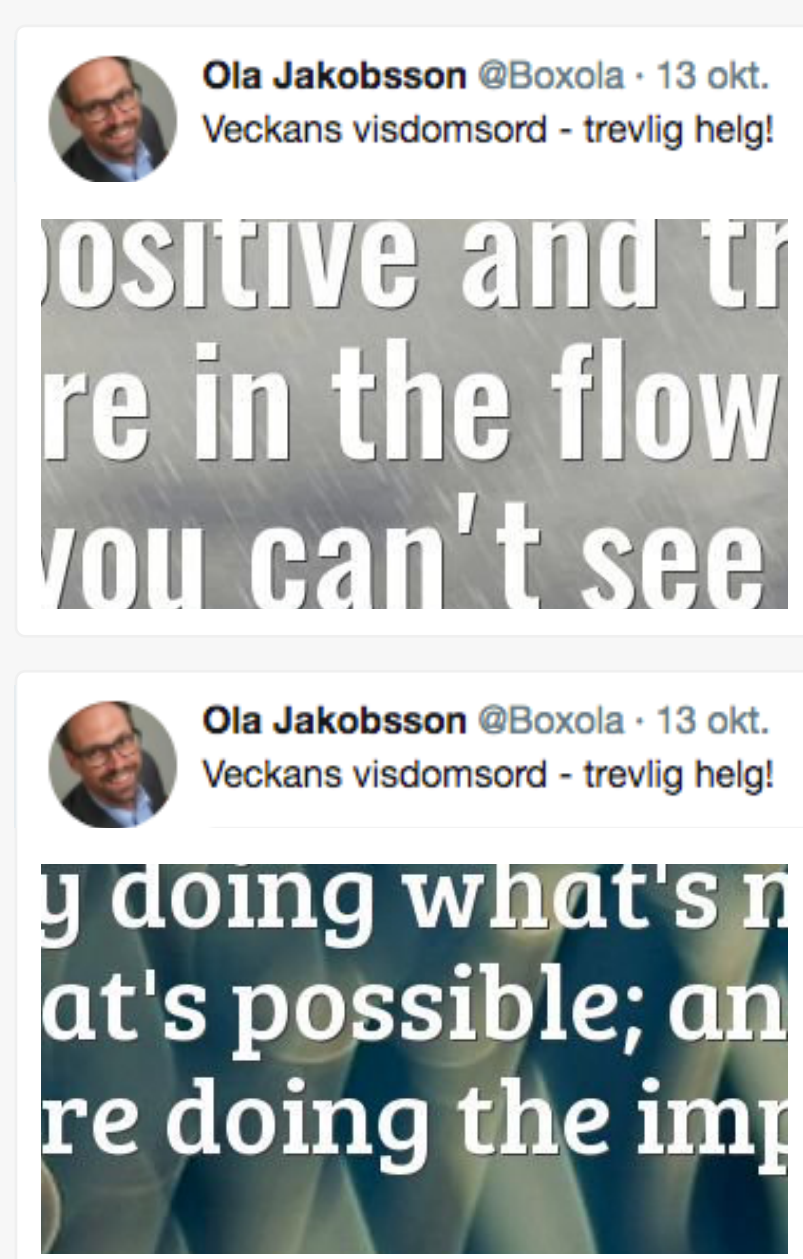 Ola Jakobsson @Boxola · 13 okt.
Veckans visdomsord - trevlig helg!
ositive and tr
re in the flow
you can't see
Ola Jakobsson @Boxola · 13 okt.
Veckans visdomsord - trevlig helg!
y doing what's n
at's possible; an
re doing the imp